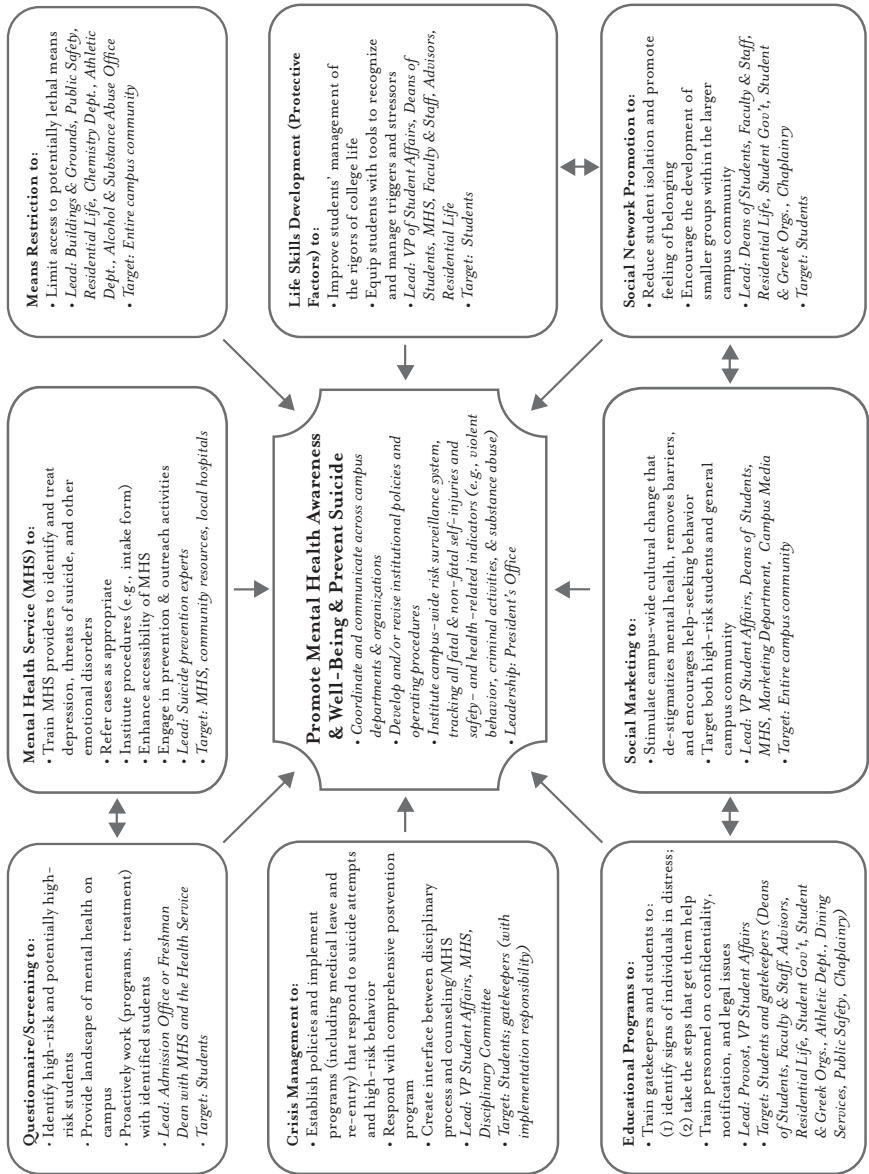 Questionnaire/Screening to:
• Identify high-risk and potentially high-
risk students
• Provide landscape of mental health on
campus
• Proactively work (programs, treatment)
with identified students
• Lead: Admission Office or Freshman
Dean with MHS and the Health Service
• Target: Students
Mental Health Service (MHS) to:
• Train MHS providers to identify and treat
depression, threats of suicide, and other
emotional disorders
• Refer cases as appropriate
• Institute procedures (e.g., intake form)
• Enhance accessibility of MHS
• Engage in prevention & outreach activities
• Lead: Suicide prevention experts
• Target: MHS, community resources, local hospitals
Means Restriction to:
• Limit access to potentially lethal means
• Lead: Buildings & Grounds, Public Safety,
Residential Life, Chemistry Dept., Athletic
Dept., Alcohol & Substance Abuse Office
• Target: Entire campus community
Crisis Management to:
• Establish policies and implement
programs (including medical leave and
re-entry) that respond to suicide attempts
and high-risk behavior
• Respond with comprehensive postvention
program
• Create interface between disciplinary
process and counseling/MHS
• Lead: VP Student Affairs, MHS,
Disciplinary Committee
• Target: Students; gatekeepers (with
implementation responsibility)
Promote Mental Health Awareness
& Well-Being & Prevent Suicide
• Coordinate and communicate across campus
departments & organizations
• Develop and/or revise institutional policies and
operating procedures
• Institute campus-wide risk surveillance system,
tracking all fatal & non-fatal self-injuries and
safety- and health-related indicators (e.g., violent
behavior, criminal activities, & substance abuse)
• Leadership: President's Office
Life Skills Development (Protective
Factors) to:
• Improve students' management of
the rigors of college life
• Equip students with tools to recognize
and manage triggers and stressors
• Lead: VP of Student Affairs, Deans of
Students, MHS, Faculty & Staff, Advisors,
Residential Life
• Target: Students
Educational Programs to:
• Train gatekeepers and students to:
(1) identify signs of individuals in distress;
(2) take the steps that get them help
• Train personnel on confidentiality,
notification, and legal issues
• Lead: Provost, VP Student Affairs
• Target: Students and gatekeepers (Deans
of Students, Faculty & Staff, Advisors,
Residential Life, Student Gov't, Student
& Greek Orgs., Athletic Dept., Dining
Services, Public Safety, Chaplainry)
Social Marketing to:
• Stimulate campus-wide cultural change that
de-stigmatizes mental health, removes barriers,
and encourages help-seeking behavior
• Target both high-risk students and general
campus community
• Lead: VP Student Affairs, Deans of Students,
MHS, Marketing Department, Campus Media
• Target: Entire campus community
Social Network Promotion to:
• Reduce student isolation and promote
feeling of belonging
• Encourage the development of
smaller groups within the larger
campus community
• Lead: Deans of Students, Faculty & Staff,
Residential Life, Student Gov't, Student
& Greek Orgs., Chaplainry
• Target: Students